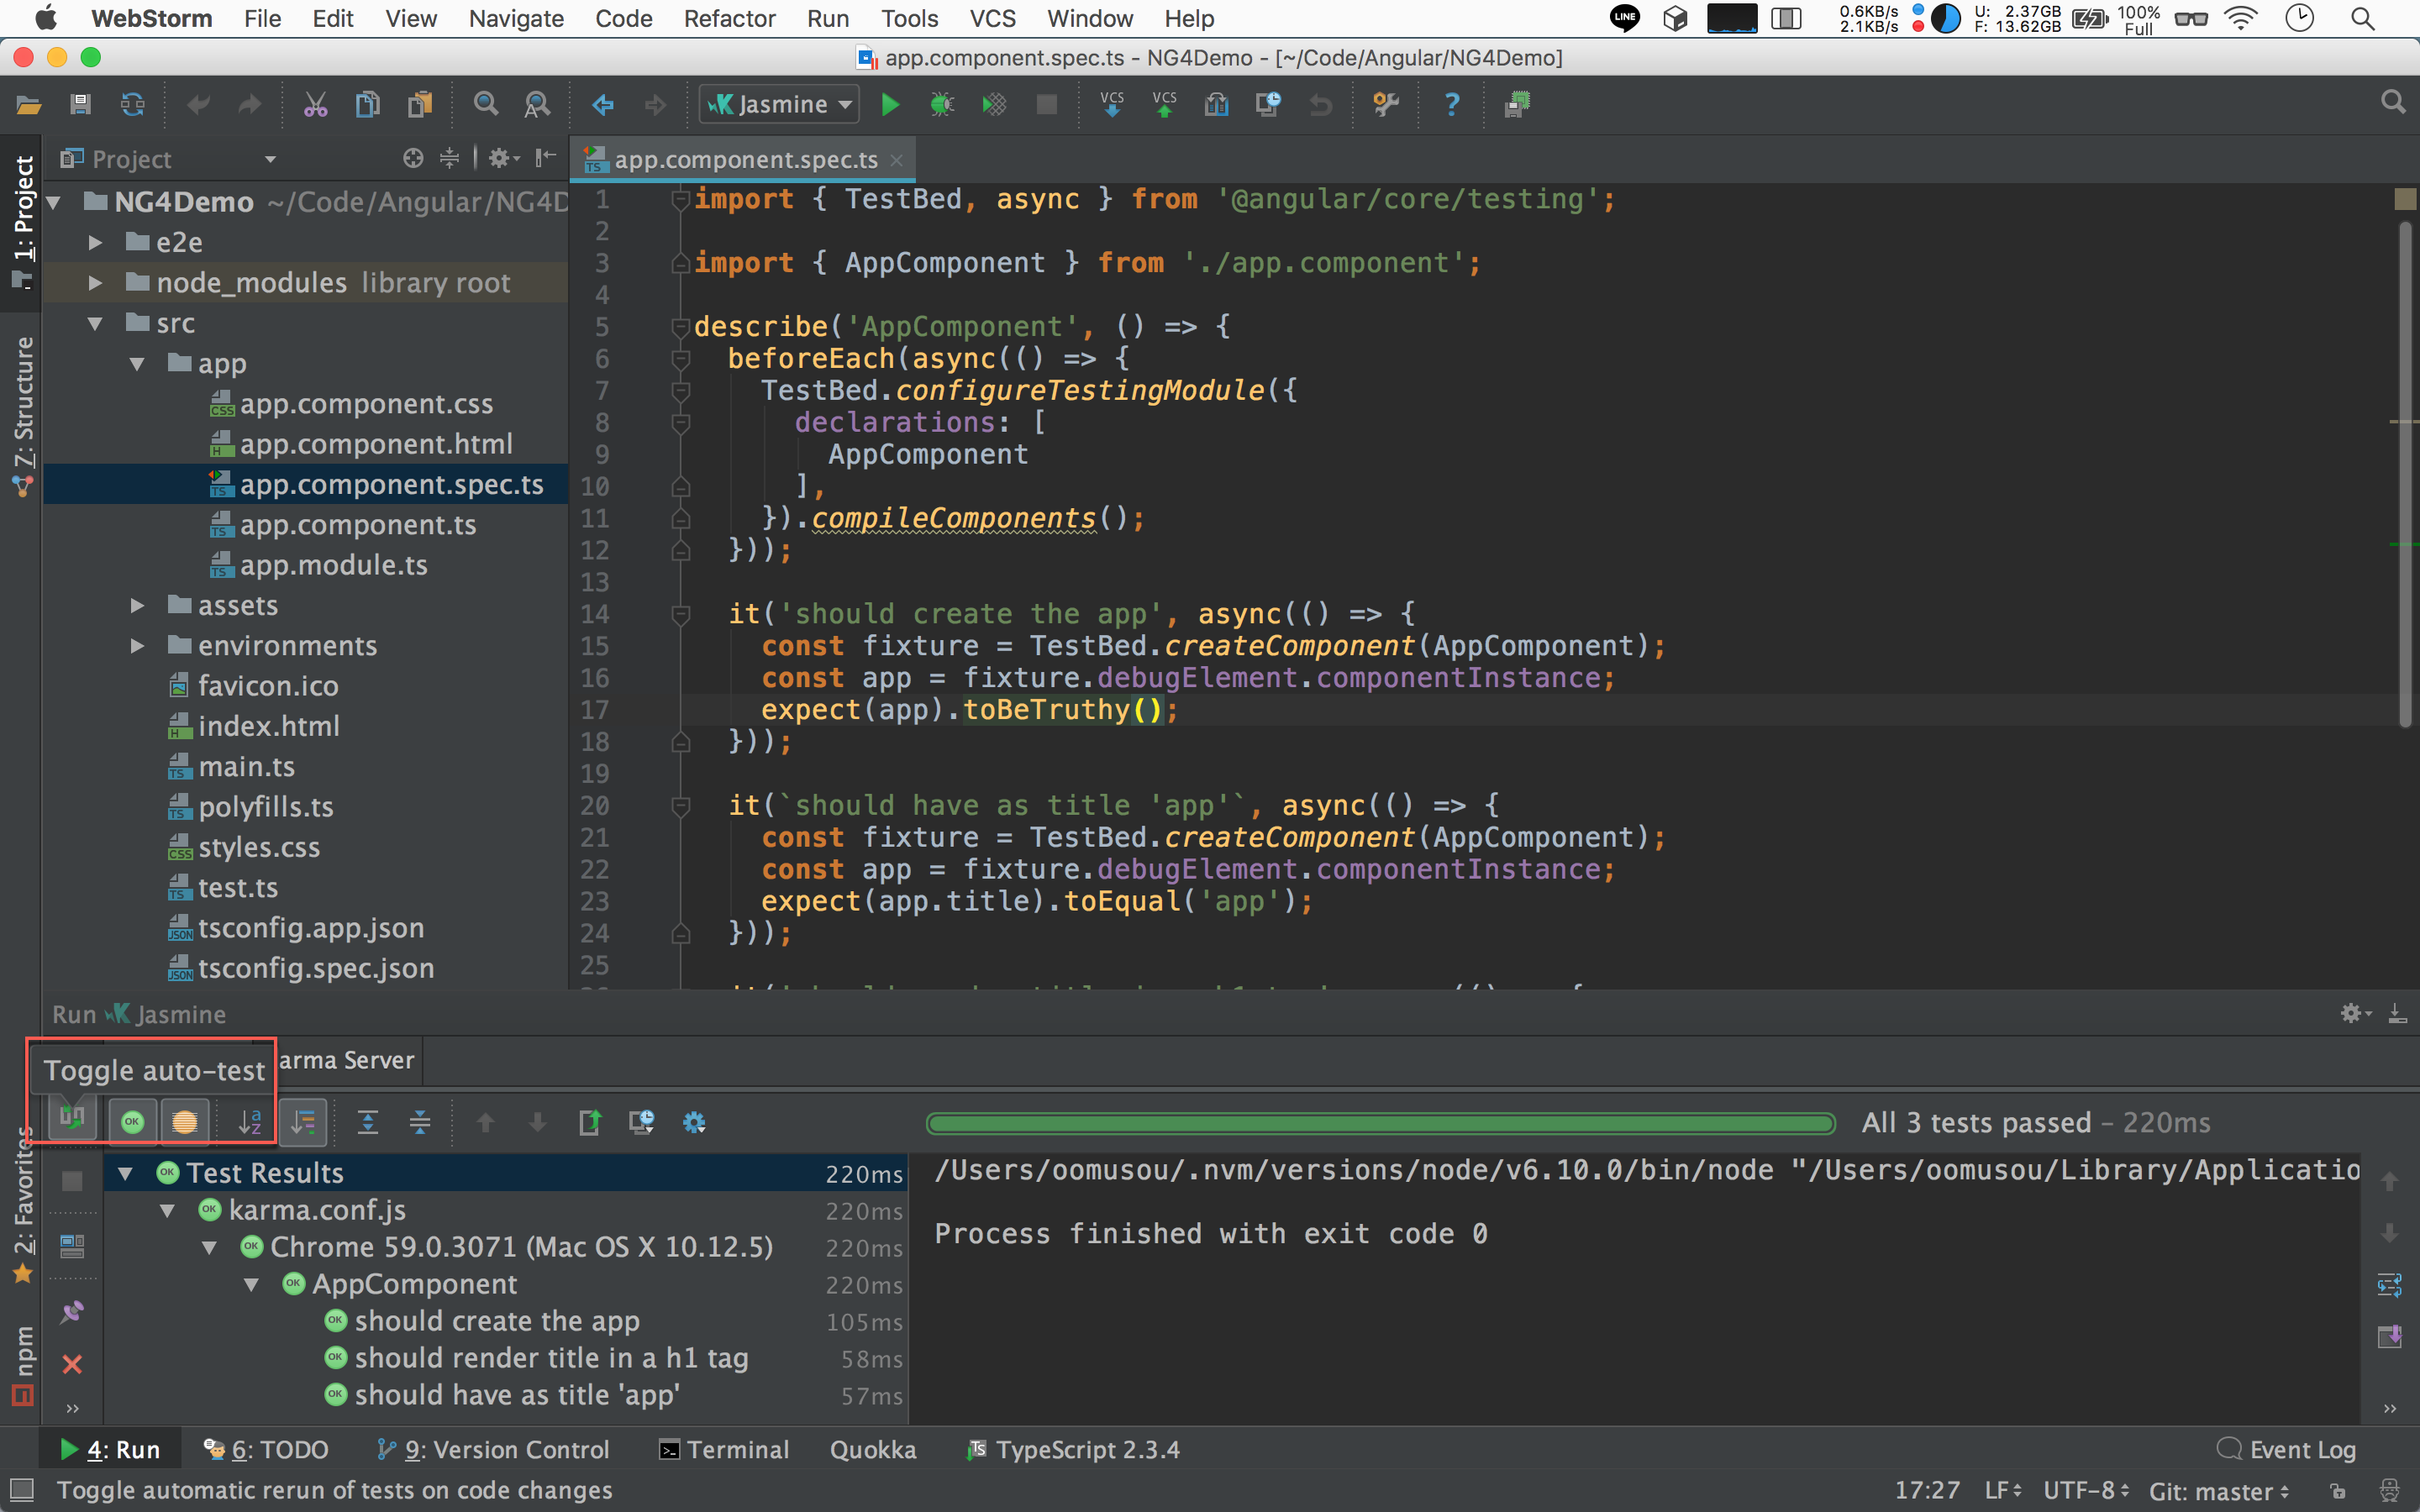 WebStorm File Edit View Navigate Code Refactor Run Tools VCS Window Help LINE 0.6KB/s 2.1KB/s U: 2.37GB F: 13.62GB 100% Full
app.component.spec.ts - NG4Demo - [~/Code/Angular/NG4Demo]
Jasmine VCS VCS ?
Project
app.component.spec.ts
1: Project
7: Structure
2: Favorites
npm
NG4Demo ~/Code/Angular/NG4D
e2e
node_modules library root
src
app
app.component.css
app.component.html
app.component.spec.ts
app.component.ts
app.module.ts
assets
environments
favicon.ico
index.html
main.ts
polyfills.ts
styles.css
test.ts
tsconfig.app.json
tsconfig.spec.json
1 import { TestBed, async } from '@angular/core/testing';
2
3 import { AppComponent } from './app.component';
4
5 describe('AppComponent', () => {
6 beforeEach(async(() => {
7 TestBed.configureTestingModule({
8 declarations: [
9 AppComponent
10 ],
11 }).compileComponents();
12 }));
13
14 it('should create the app', async(() => {
15 const fixture = TestBed.createComponent(AppComponent);
16 const app = fixture.debugElement.componentInstance;
17 expect(app).toBeTruthy();
18 }));
19
20 it(`should have as title 'app'`, async(() => {
21 const fixture = TestBed.createComponent(AppComponent);
22 const app = fixture.debugElement.componentInstance;
23 expect(app.title).toEqual('app');
24 }));
25
Run Jasmine
Toggle auto-test
arma Server
All 3 tests passed – 220ms
Test Results 220ms
karma.conf.js 220ms
Chrome 59.0.3071 (Mac OS X 10.12.5) 220ms
AppComponent 220ms
should create the app 105ms
should render title in a h1 tag 58ms
should have as title 'app' 57ms
/Users/oomusou/.nvm/versions/node/v6.10.0/bin/node "/Users/oomusou/Library/Applicatio
Process finished with exit code 0
4: Run 6: TODO 9: Version Control Terminal Quokka TypeScript 2.3.4 Event Log
Toggle automatic rerun of tests on code changes 17:27 LF UTF-8 Git: master